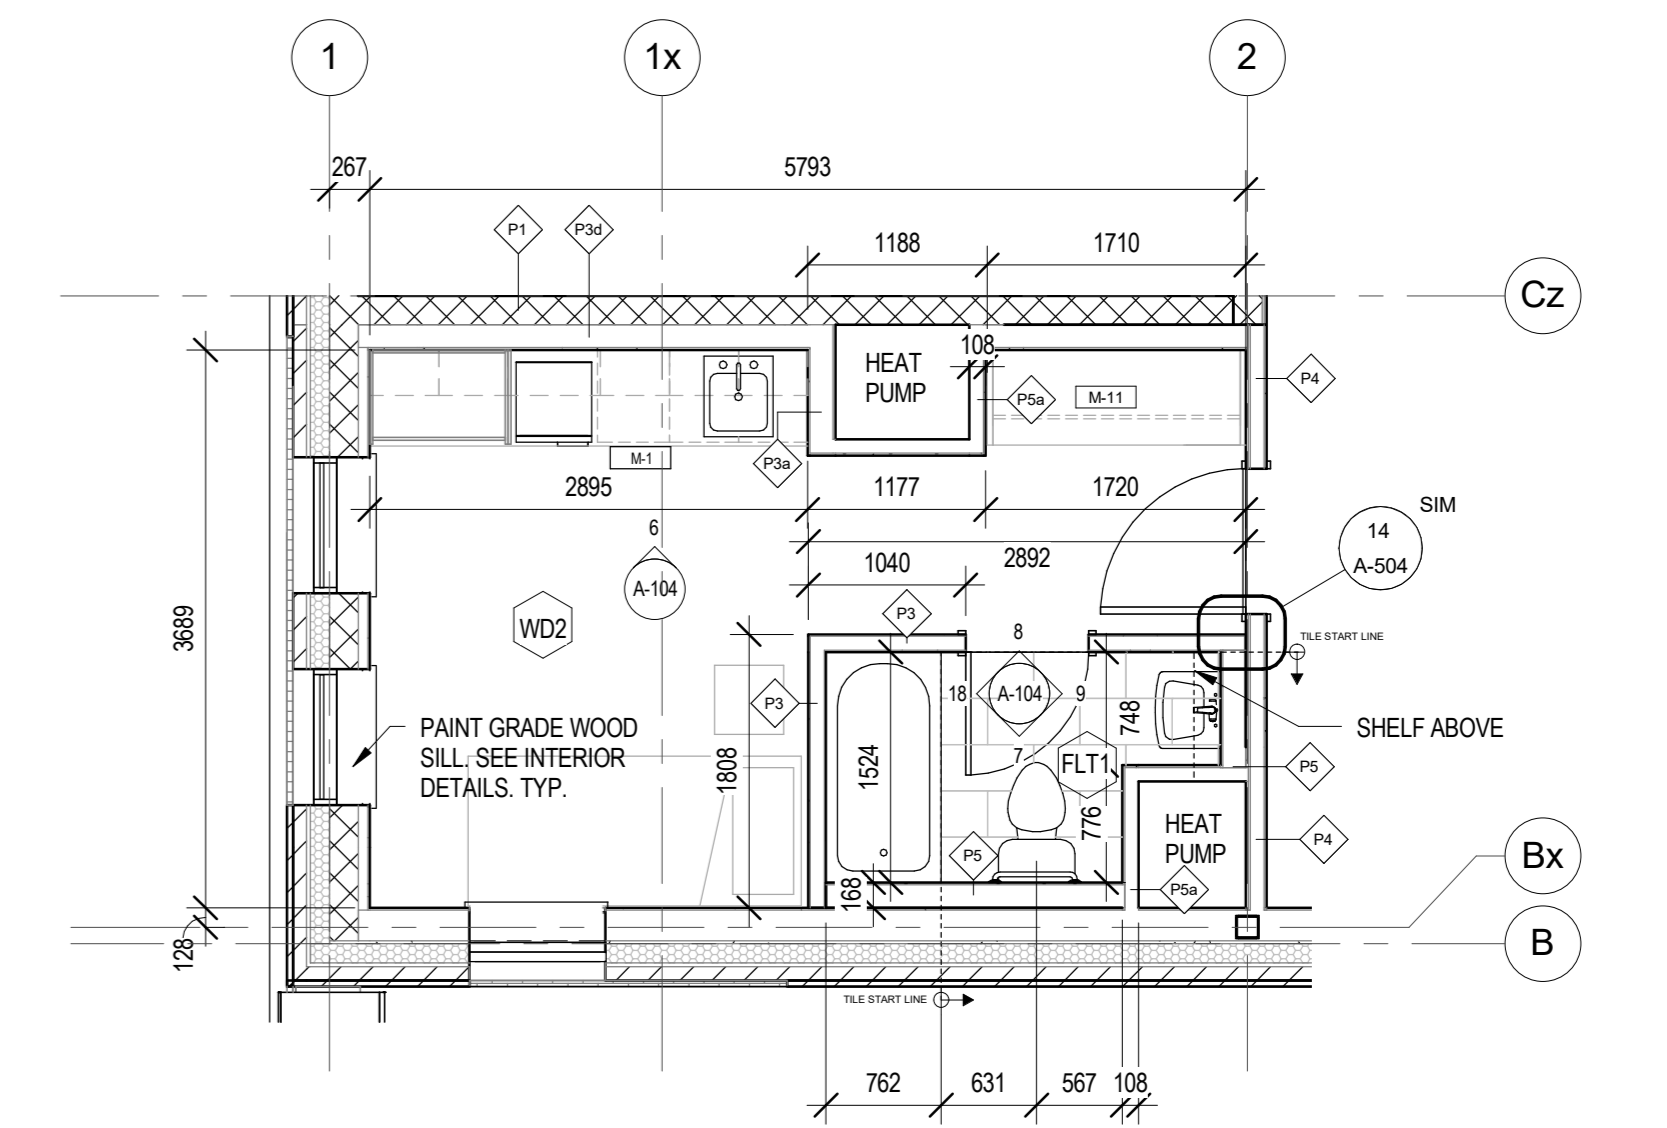 1
1x
2
267
5793
P1
P3d
1188
1710
Cz
108
HEAT
PUMP
P4
P5a
M-11
M-1
P3a
2895
1177
1720
SIM
6
14
A-504
1040
2892
A-104
3689
WD2
P3
8
TILE START LINE
18
A-104
9
P3
748
PAINT GRADE WOOD
SILL. SEE INTERIOR
DETAILS. TYP.
SHELF ABOVE
1808
1524
7
FLT1
P5
776
HEAT
PUMP
P4
P5
Bx
168
P5a
128
B
TILE START LINE
762
631
567
108